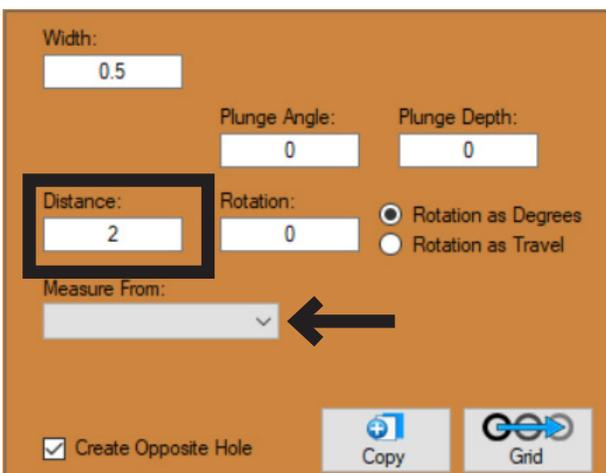 Width:
0.5
Plunge Angle: Plunge Depth:
0 0
Distance: Rotation:
2 0
Rotation as Degrees
Rotation as Travel
Measure From:
Create Opposite Hole
Copy Grid